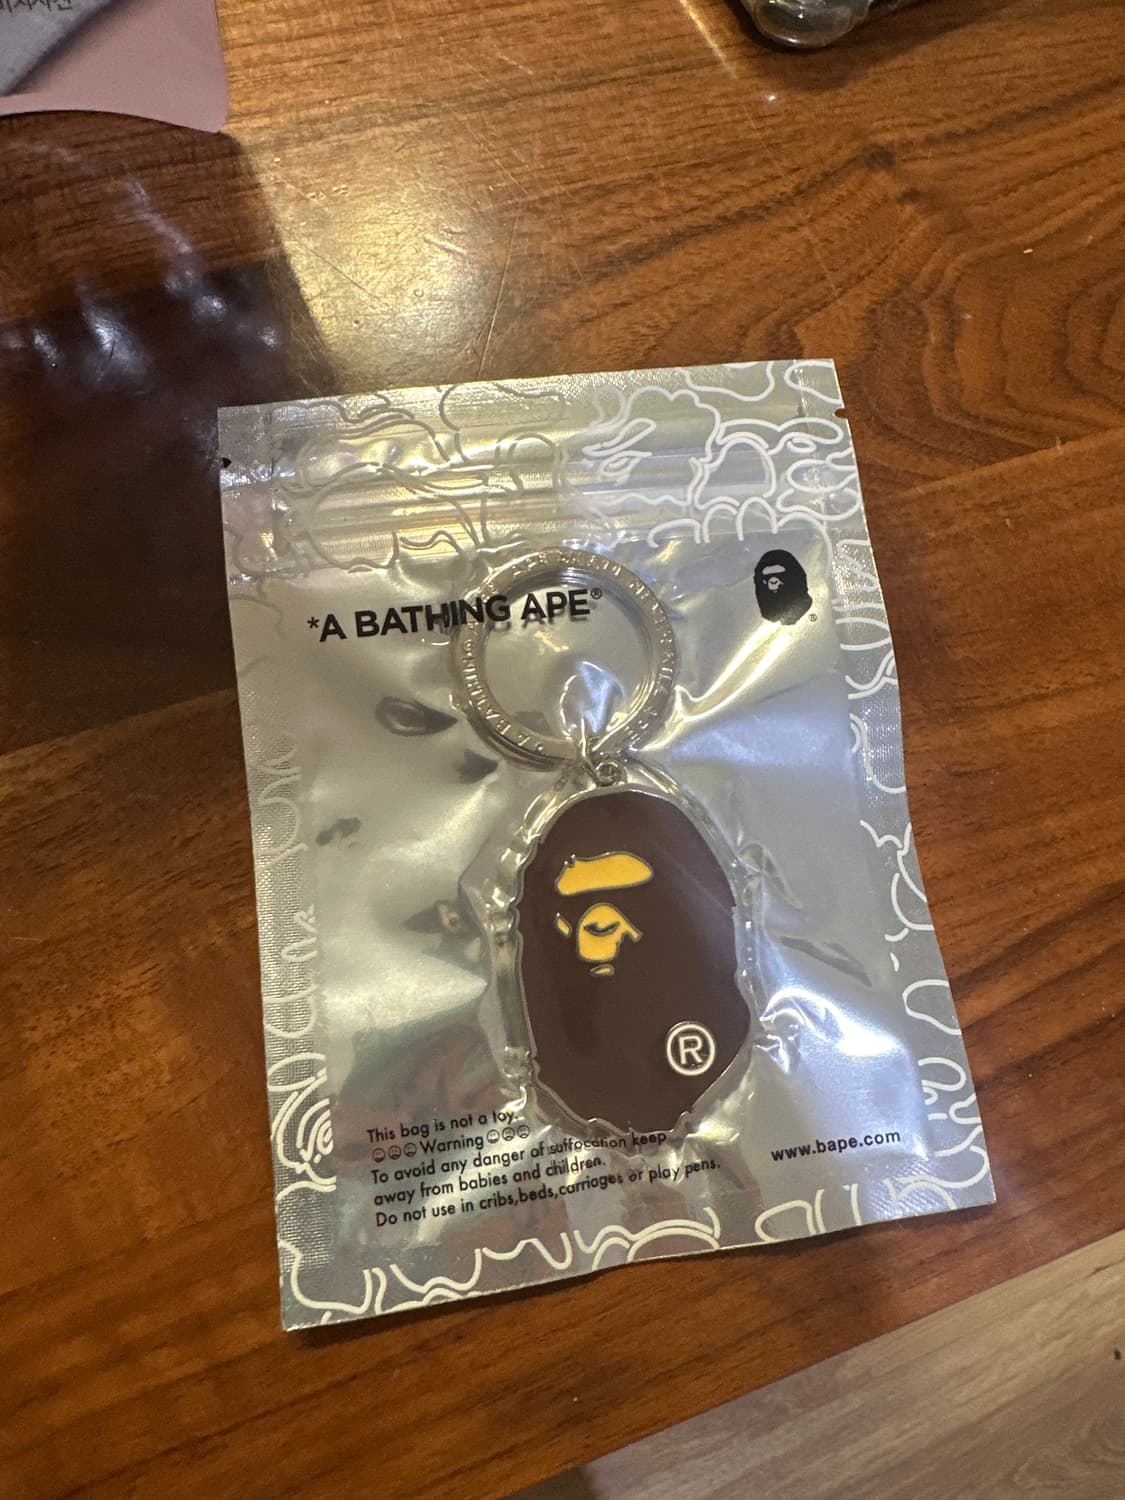 *A BATHING APE®
®
®
This bag is not a toy.
☹☹☹Warning☹☹☹
To avoid any danger of suffocation keep
away from babies and children.
Do not use in cribs,beds,carriages or play pens.
www.bape.com